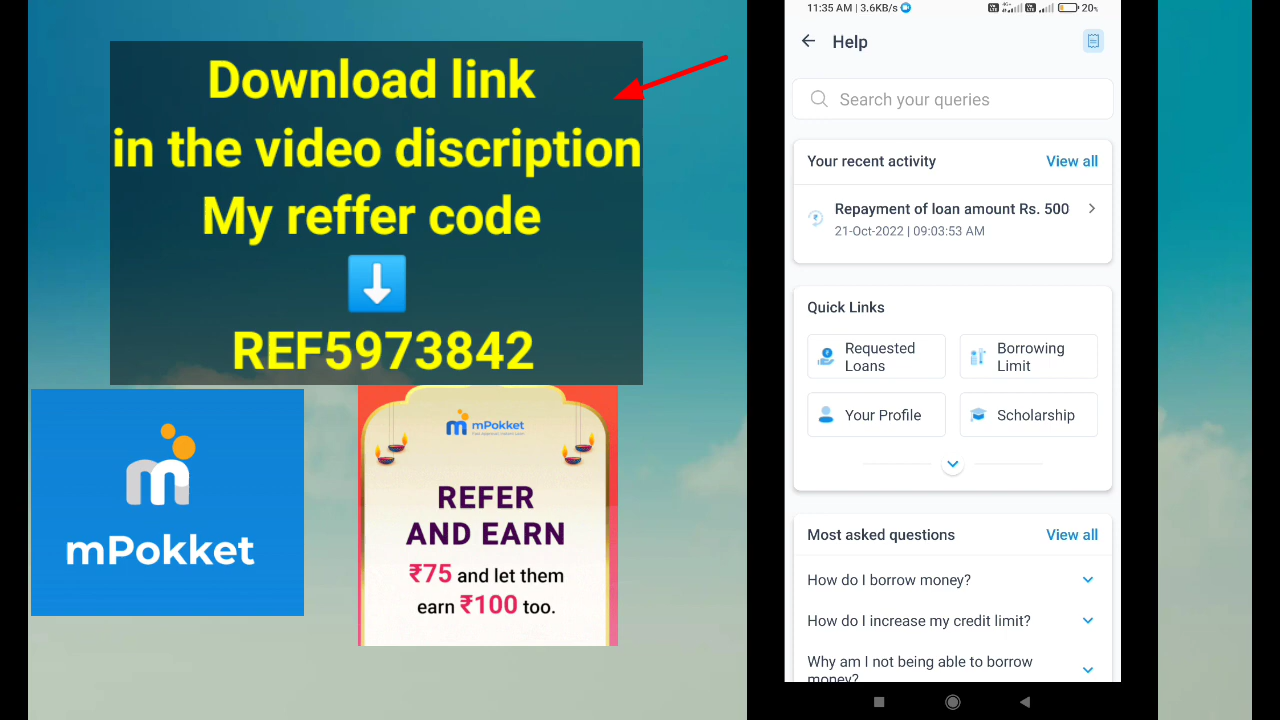 Download link
in the video discription
My reffer code
⬇️
REF5973842
mPokket
mPokket
REFER
AND EARN
₹75 and let them
earn ₹100 too.
11:35 AM | 3.6KB/s
20%
Help
Search your queries
Your recent activity
View all
Repayment of loan amount Rs. 500
21-Oct-2022 | 09:03:53 AM
Quick Links
Requested
Loans
Borrowing
Limit
Your Profile
Scholarship
Most asked questions
View all
How do I borrow money?
How do I increase my credit limit?
Why am I not being able to borrow
money?